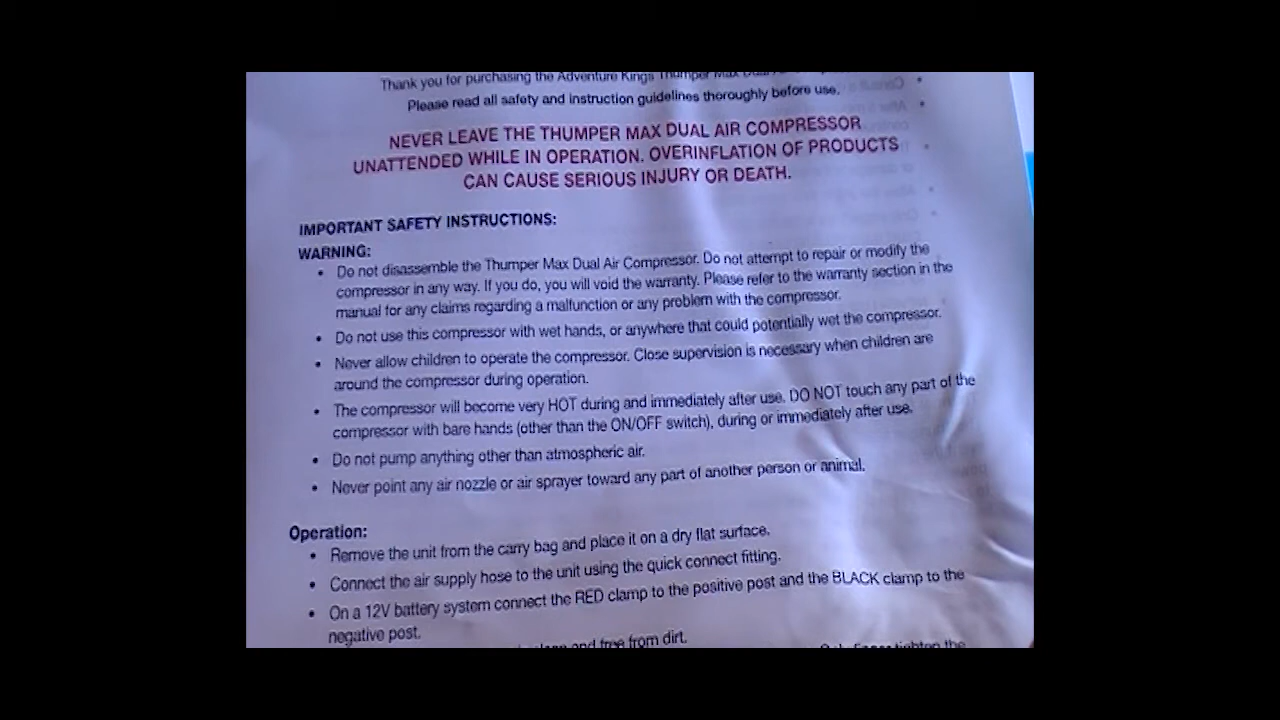 Thank you for purchasing the Adventure Kings Thumper Max Dual
Please read all safety and instruction guidelines thoroughly before use.
NEVER LEAVE THE THUMPER MAX DUAL AIR COMPRESSOR
UNATTENDED WHILE IN OPERATION. OVERINFLATION OF PRODUCTS
CAN CAUSE SERIOUS INJURY OR DEATH.
IMPORTANT SAFETY INSTRUCTIONS:
WARNING:
• Do not disassemble the Thumper Max Dual Air Compressor. Do not attempt to repair or modify the
compressor in any way. If you do, you will void the warranty. Please refer to the warranty section in the
manual for any claims regarding a malfunction or any problem with the compressor.
• Do not use this compressor with wet hands, or anywhere that could potentially wet the compressor.
• Never allow children to operate the compressor. Close supervision is necessary when children are
around the compressor during operation.
• The compressor will become very HOT during and immediately after use. DO NOT touch any part of the
compressor with bare hands (other than the ON/OFF switch), during or immediately after use.
• Do not pump anything other than atmospheric air.
• Never point any air nozzle or air sprayer toward any part of another person or animal.
Operation:
• Remove the unit from the carry bag and place it on a dry flat surface.
• Connect the air supply hose to the unit using the quick connect fitting.
• On a 12V battery system connect the RED clamp to the positive post and the BLACK clamp to the
negative post.
clean and free from dirt. tighten the